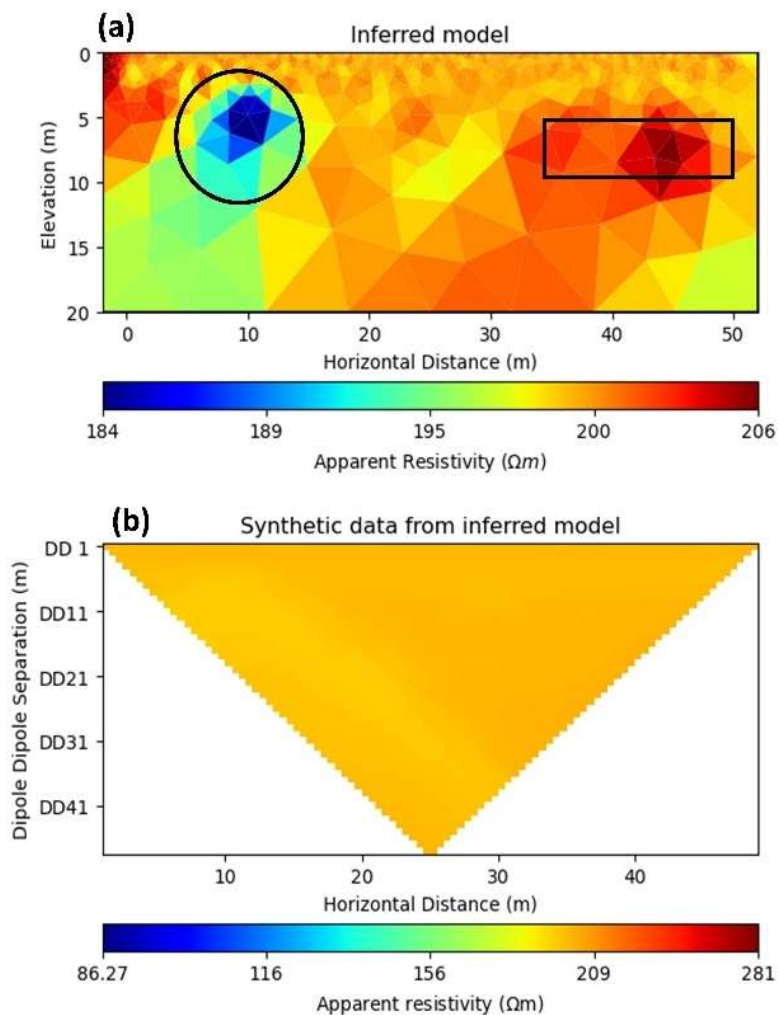 (a)
Inferred model
0
5
10
15
20
Elevation (m)
0 10 20 30 40 50
Horizontal Distance (m)
184 189 195 200 206
Apparent Resistivity (Ωm)
(b)
Synthetic data from inferred model
DD 1
DD11
DD21
DD31
DD41
Dipole Dipole Separation (m)
10 20 30 40
Horizontal Distance (m)
86.27 116 156 209 281
Apparent resistivity (Ωm)